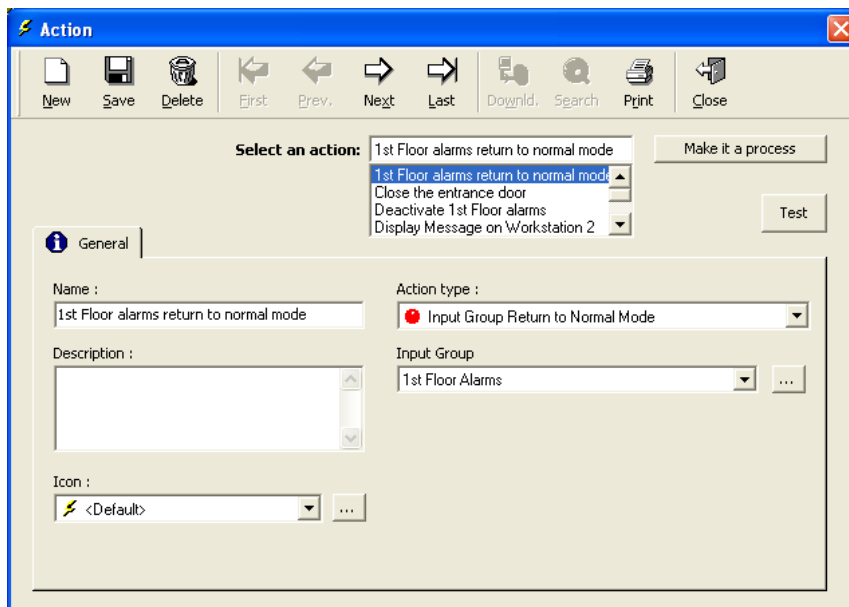 Action
New Save Delete First Prev. Next Last Downld. Search Print Close
Select an action: 1st Floor alarms return to normal mode Make it a process
1st Floor alarms return to normal mode
Close the entrance door
Deactivate 1st Floor alarms
Display Message on Workstation 2
Test
General
Name : Action type :
1st Floor alarms return to normal mode Input Group Return to Normal Mode
Description : Input Group
1st Floor Alarms ...
Icon :
<Default> ...